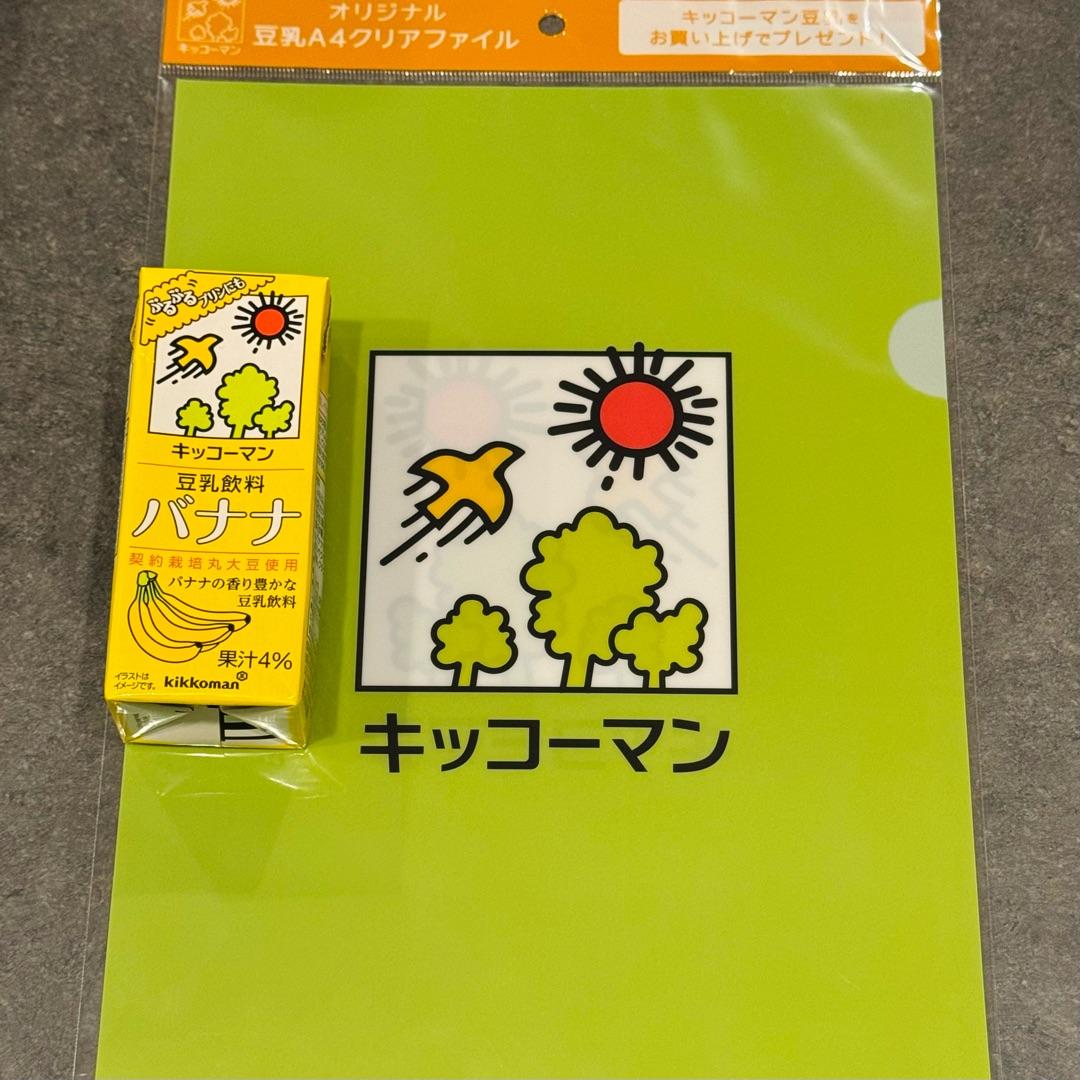 オリジナル
豆乳A4クリアファイル
キッコーマン
キッコーマン豆乳を
お買い上げでプレゼント!
ぷるぷるプリンにも
キッコーマン
豆乳飲料
バナナ
契約栽培丸大豆使用
バナナの香り豊かな
豆乳飲料
果汁4%
イラストは
イメージです。
kikkoman®
キッコーマン